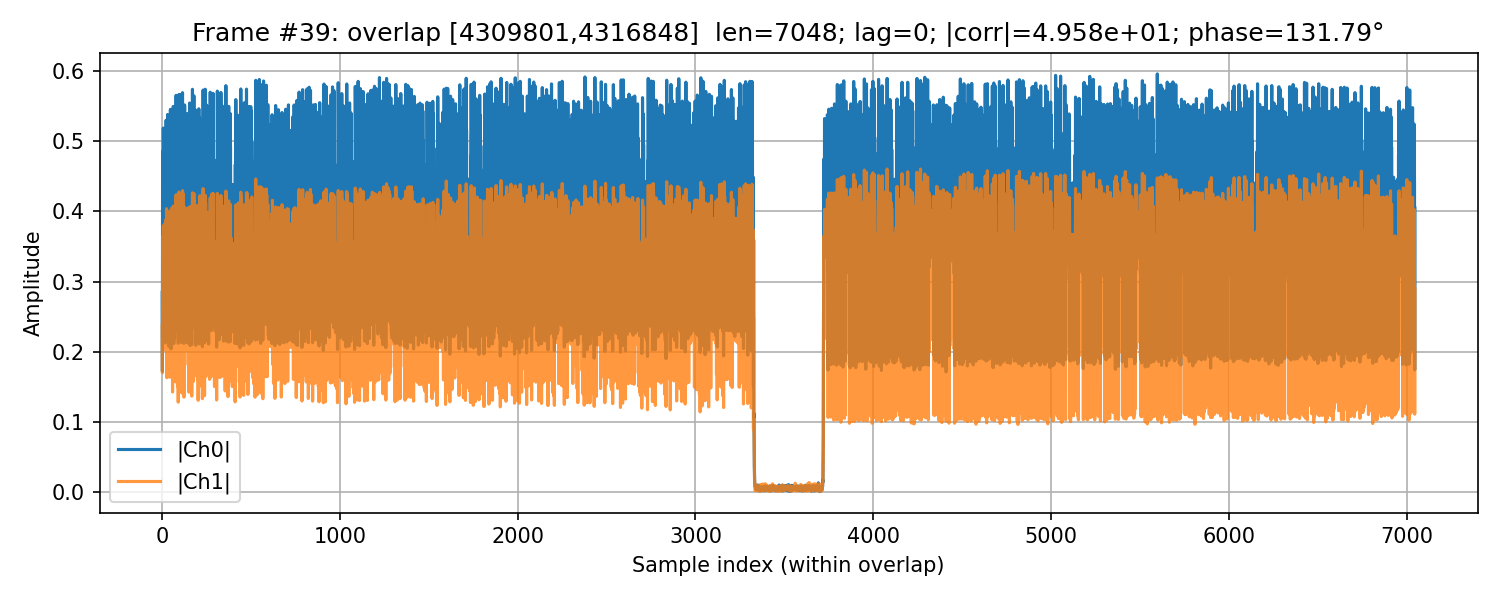 Frame #39: overlap [4309801,4316848]  len=7048; lag=0; |corr|=4.958e+01; phase=131.79°
0.6
0.5
0.4
0.3
0.2
0.1
0.0
Amplitude
|Ch0|
|Ch1|
0 1000 2000 3000 4000 5000 6000 7000
Sample index (within overlap)